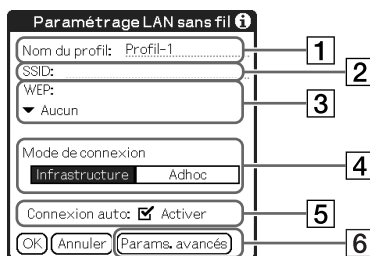 Paramétrage LAN sans fil i
Nom du profil: Profil-1
1
SSID:
2
WEP:
Aucun
3
Mode de connexion
Infrastructure Adhoc
4
Connexion auto: Activer
5
OK Annuler Params. avancés
6